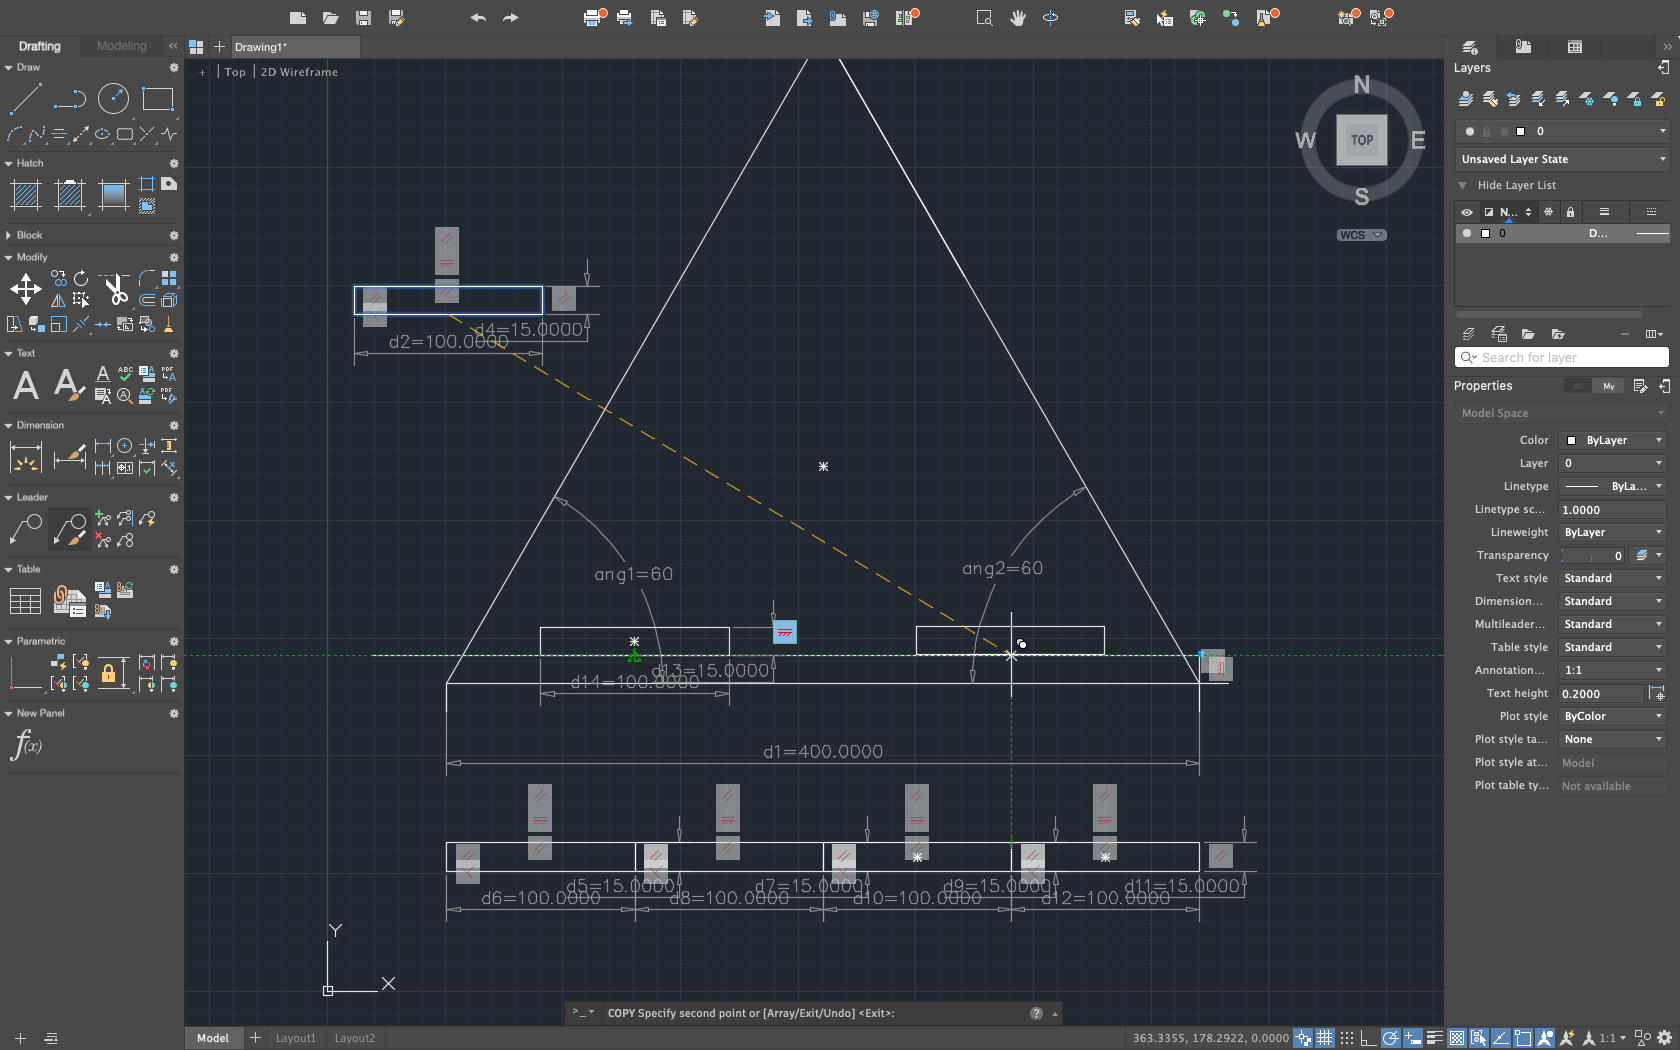 Drafting
Modeling
Drawing1*
Draw
Hatch
Block
Modify
Text
A
A
A
ABC
PDF
A
PDF
Dimension
Leader
Table
Parametric
New Panel
f(x)
+ | Top | 2D Wireframe
N
W
TOP
E
S
WCS
d4=15.0000
d2=100.0000
ang1=60
ang2=60
d13=15.0000
d14=100.0000
d1=400.0000
d5=15.0000
d7=15.0000
d9=15.0000
d11=15.0000
d6=100.0000
d8=100.0000
d10=100.0000
d12=100.0000
Y
X
>_ COPY Specify second point or [Array/Exit/Undo] <Exit>:
?
Model
Layout1
Layout2
363.3355, 178.2922, 0.0000
1:1
Layers
0
Unsaved Layer State
Hide Layer List
N...
0
D...
Search for layer
Properties
All
My
Model Space
Color ByLayer
Layer 0
Linetype ByLa...
Linetype sc... 1.0000
Lineweight ByLayer
Transparency 0
Text style Standard
Dimension... Standard
Multileader... Standard
Table style Standard
Annotation... 1:1
Text height 0.2000
Plot style ByColor
Plot style ta... None
Plot style at... Model
Plot table ty... Not available